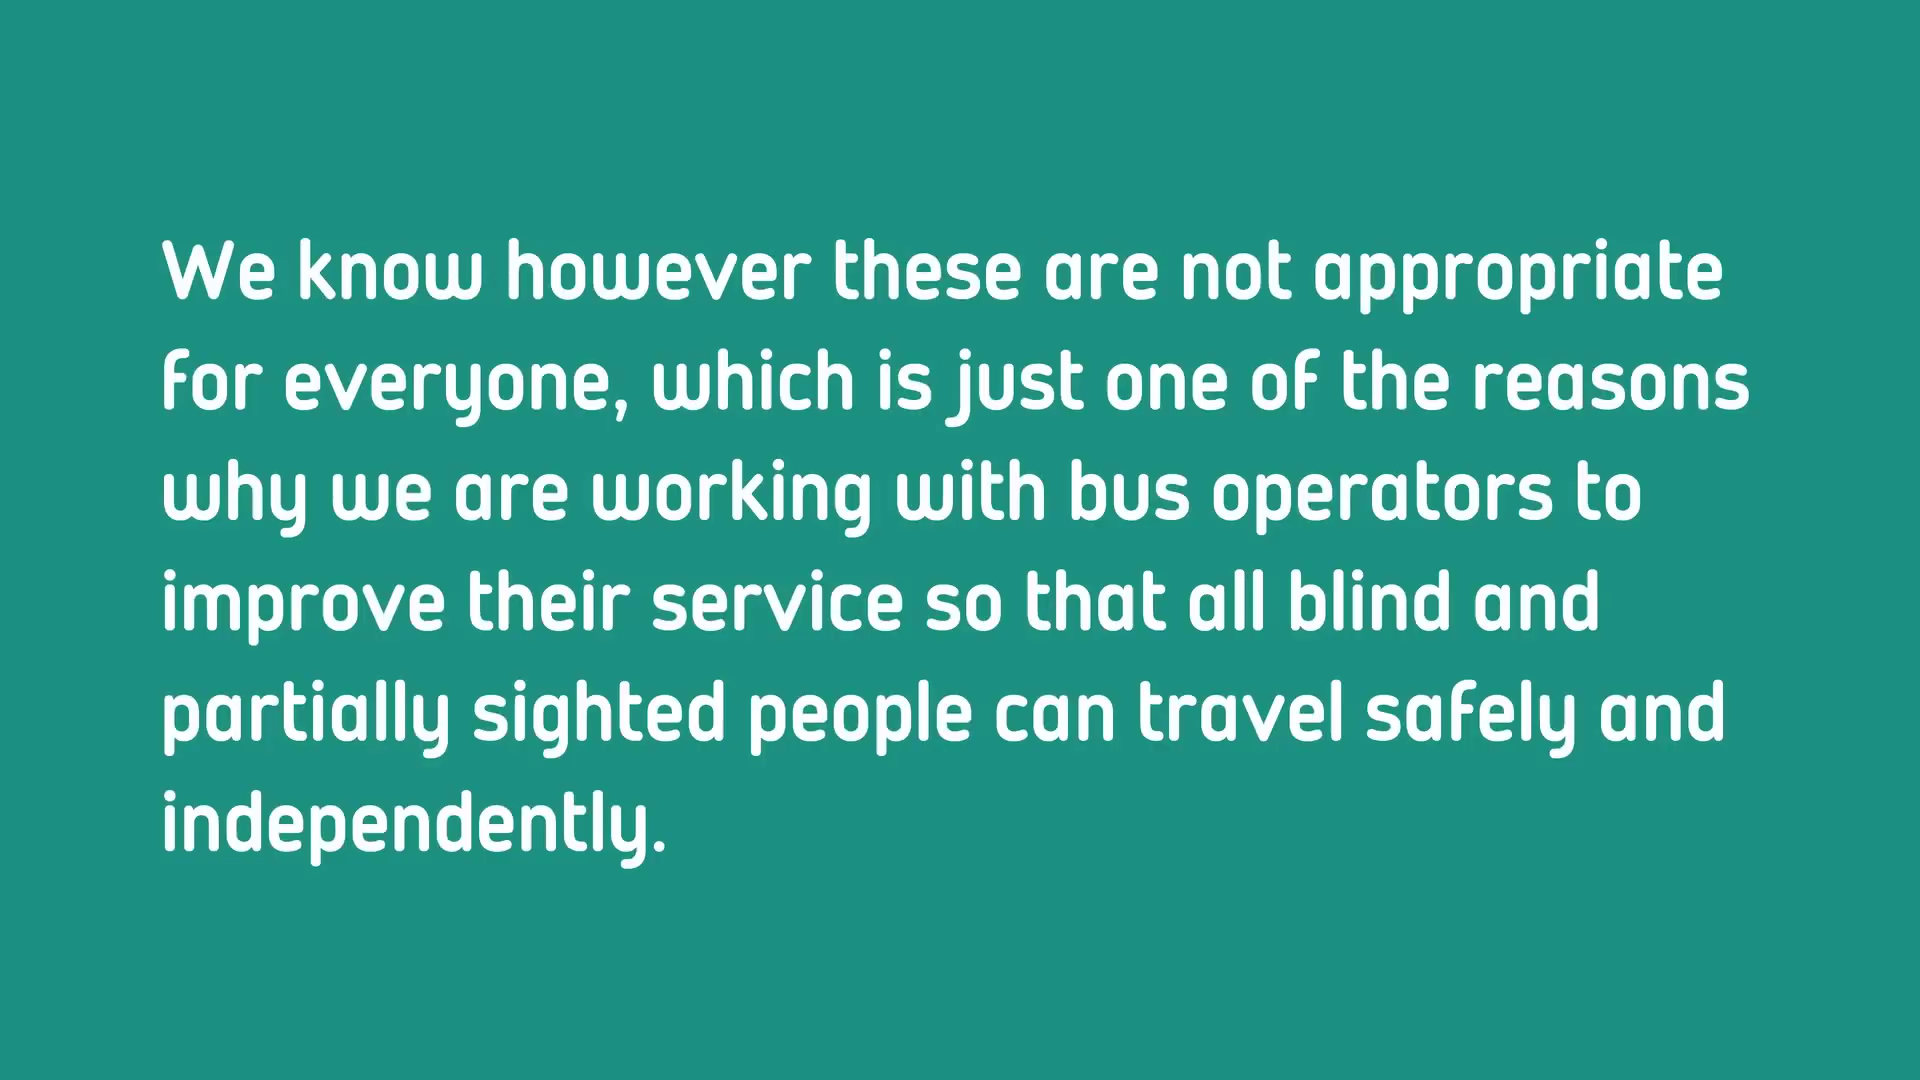 We know however these are not appropriate
for everyone, which is just one of the reasons
why we are working with bus operators to
improve their service so that all blind and
partially sighted people can travel safely and
independently.